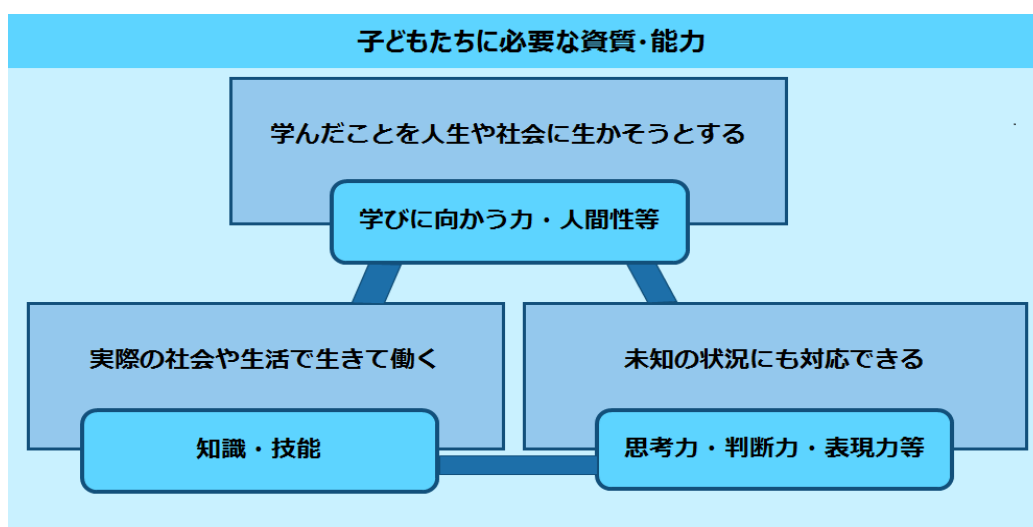 子どもたちに必要な資質・能力
学んだことを人生や社会に生かそうとする
学びに向かう力・人間性等
実際の社会や生活で生きて働く
知識・技能
未知の状況にも対応できる
思考力・判断力・表現力等